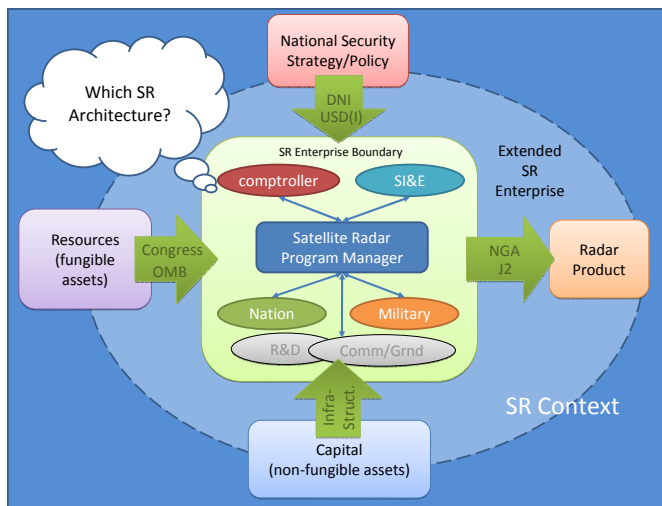 National Security
Strategy/Policy
Which SR
Architecture?
DNI
USD(I)
SR Enterprise Boundary
Extended
SR
Enterprise
comptroller
SI&E
Resources
(fungible
assets)
Congress
OMB
Satellite Radar
Program Manager
NGA
J2
Radar
Product
Nation
Military
R&D
Comm/Grnd
Infra-
Struct.
SR Context
Capital
(non-fungible assets)